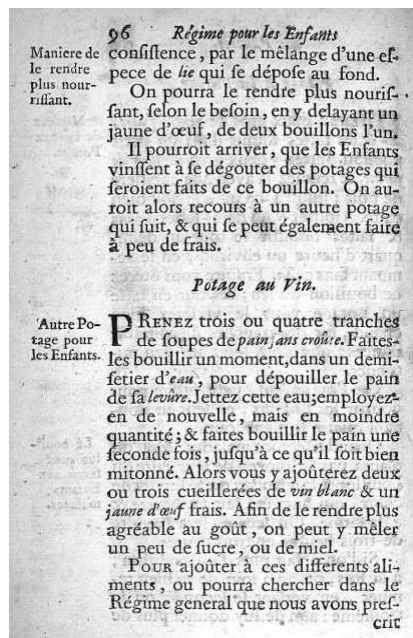 96 Régime pour les Enfants
Maniere de
le rendre
plus nour-
rissant.
consistence, par le mêlange d'une es-
pece de lie qui se dépose au fond.
On pourra le rendre plus nouris-
sant, selon le besoin, en y delayant un
jaune d'œuf, de deux bouillons l'un.
Il pourroit arriver, que les Enfants
vinssent à se dégouter des potages qui
seroient faits de ce bouillon. On au-
roit alors recours à un autre potage
qui suit, & qui se peut également faire
à peu de frais.
Potage au Vin.
Autre Po-
tage pour
les Enfants.
PRENEZ trois ou quatre tranches
de soupes de pain sans croûte. Faites-
les bouillir un moment, dans un demi-
setier d'eau, pour dépouiller le pain
de sa levûre. Jettez cette eau; employez-
en de nouvelle, mais en moindre
quantité; & faites bouillir le pain une
seconde fois, jusqu'à ce qu'il soit bien
mitonné. Alors vous y ajoûterez deux
ou trois cueillerées de vin blanc & un
jaune d'œuf frais. Afin de le rendre plus
agréable au goût, on peut y mêler
un peu de sucre, ou de miel.
POUR ajoûter à ces differents ali-
ments, ou pourra chercher dans le
Régime general que nous avons pres-
crit